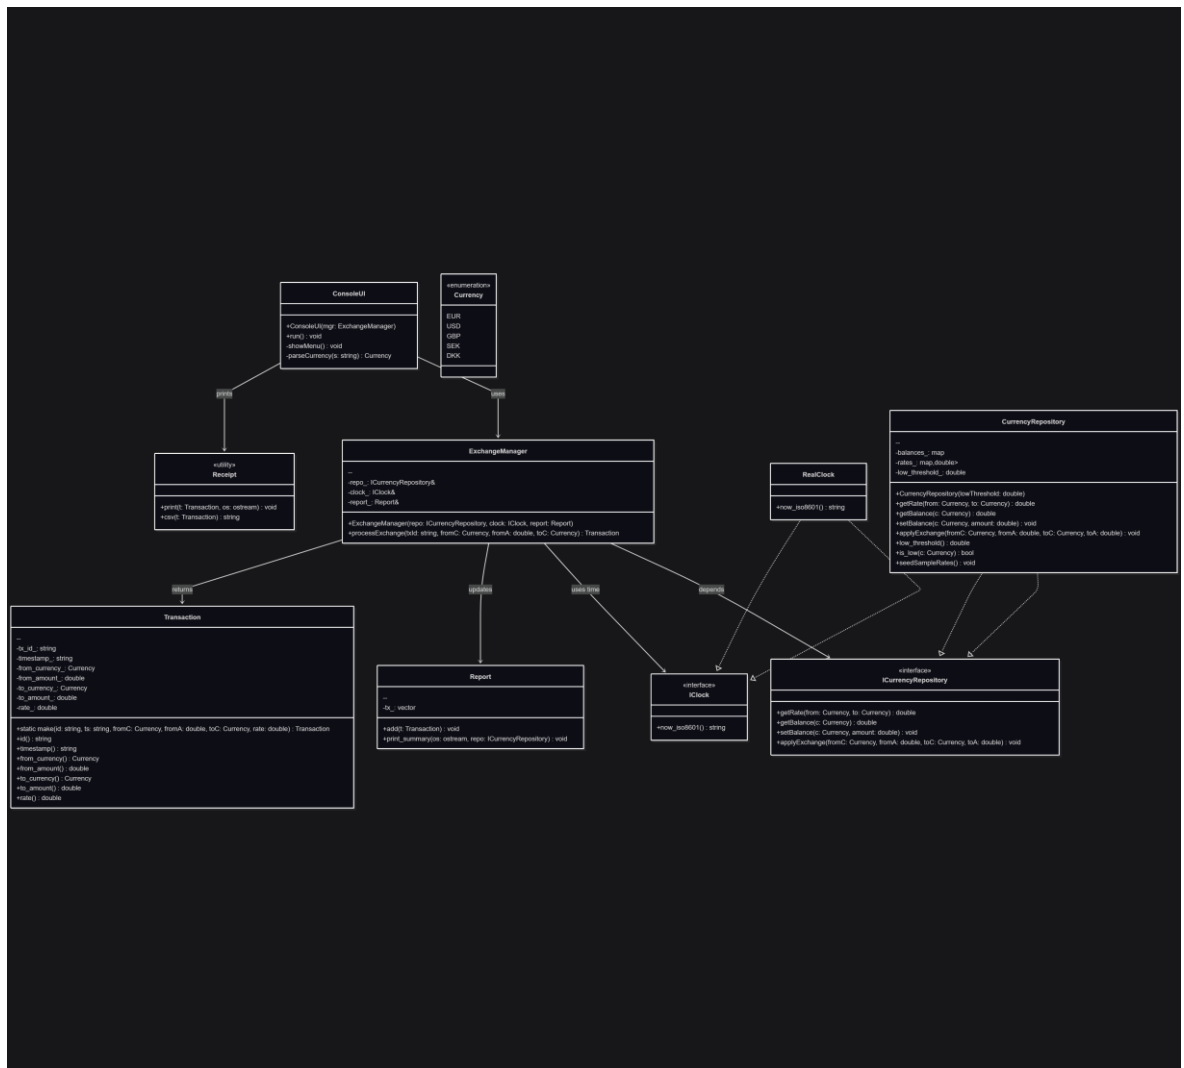 ConsoleUI
+ConsoleUI(mgr: ExchangeManager)
+run() : void
-showMenu() : void
-parseCurrency(s: string) : Currency
«enumeration»
Currency
EUR
USD
GBP
SEK
DKK
prints
uses
«utility»
Receipt
+print(t: Transaction, os: ostream) : void
+csv(t: Transaction) : string
ExchangeManager
--
-repo_: ICurrencyRepository&
-clock_: IClock&
-report_: Report&
+ExchangeManager(repo: ICurrencyRepository, clock: IClock, report: Report)
+processExchange(txId: string, fromC: Currency, fromA: double, toC: Currency) : Transaction
RealClock
+now_iso8601() : string
CurrencyRepository
--
-balances_: map
-rates_: map,double>
-low_threshold_: double
+CurrencyRepository(lowThreshold: double)
+getRate(from: Currency, to: Currency) : double
+getBalance(c: Currency) : double
+setBalance(c: Currency, amount: double) : void
+applyExchange(fromC: Currency, fromA: double, toC: Currency, toA: double) : void
+low_threshold() : double
+is_low(c: Currency) : bool
+seedSampleRates() : void
returns
updates
uses time
depends
Transaction
--
-tx_id_: string
-timestamp_: string
-from_currency_: Currency
-from_amount_: double
-to_currency_: Currency
-to_amount_: double
-rate_: double
+static make(id: string, ts: string, fromC: Currency, fromA: double, toC: Currency, rate: double) : Transaction
+id() : string
+timestamp() : string
+from_currency() : Currency
+from_amount() : double
+to_currency() : Currency
+to_amount() : double
+rate() : double
Report
--
-tx_: vector
+add(t: Transaction) : void
+print_summary(os: ostream, repo: ICurrencyRepository) : void
«interface»
IClock
+now_iso8601() : string
«interface»
ICurrencyRepository
+getRate(from: Currency, to: Currency) : double
+getBalance(c: Currency) : double
+setBalance(c: Currency, amount: double) : void
+applyExchange(fromC: Currency, fromA: double, toC: Currency, toA: double) : void